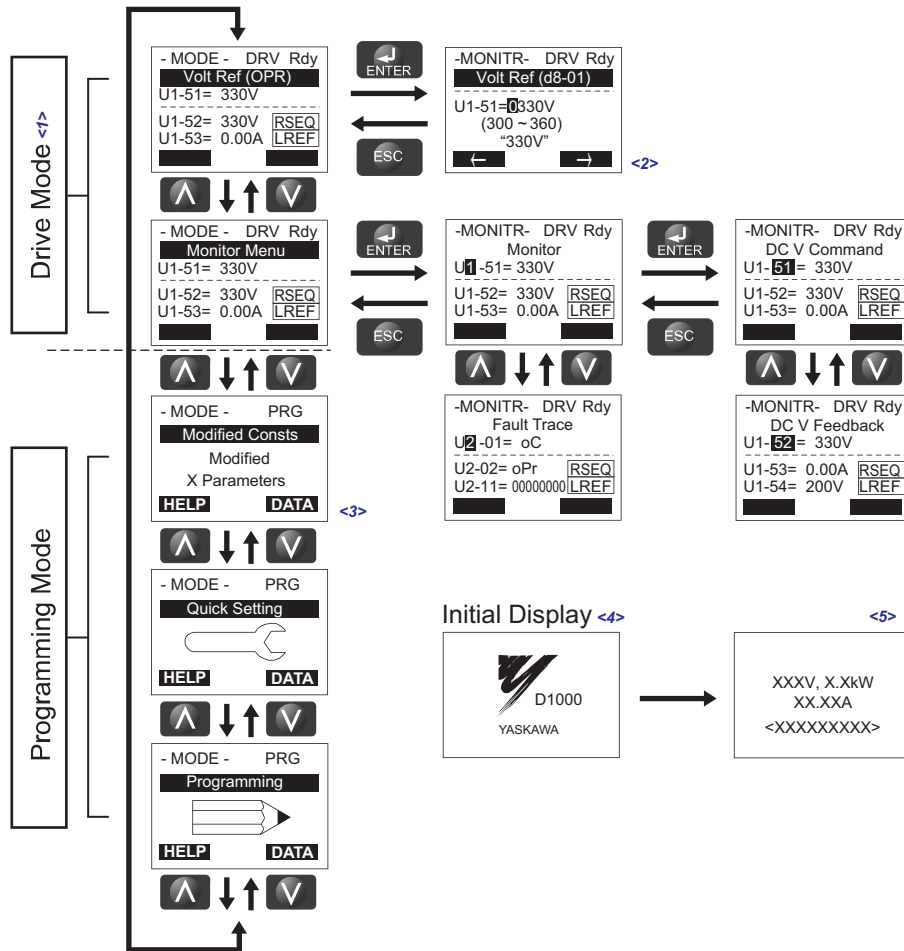 Drive Mode <1>
- MODE - DRV Rdy
Volt Ref (OPR)
U1-51= 330V
U1-52= 330V RSEQ
U1-53= 0.00A LREF
ENTER
ESC
-MONITR- DRV Rdy
Volt Ref (d8-01)
U1-51=0330V
(300 ~ 360)
“330V”
← →
<2>
- MODE - DRV Rdy
Monitor Menu
U1-51= 330V
U1-52= 330V RSEQ
U1-53= 0.00A LREF
ENTER
ESC
-MONITR- DRV Rdy
Monitor
U1 -51= 330V
U1-52= 330V RSEQ
U1-53= 0.00A LREF
ENTER
ESC
-MONITR- DRV Rdy
DC V Command
U1- 51 = 330V
U1-52= 330V RSEQ
U1-53= 0.00A LREF
-MONITR- DRV Rdy
Fault Trace
U2 -01= oC
U2-02= oPr RSEQ
U2-11= 00000000 LREF
-MONITR- DRV Rdy
DC V Feedback
U1- 52 = 330V
U1-53= 0.00A RSEQ
U1-54= 200V LREF
Programming Mode
- MODE - PRG
Modified Consts
Modified
X Parameters
HELP DATA
<3>
- MODE - PRG
Quick Setting
HELP DATA
- MODE - PRG
Programming
HELP DATA
Initial Display <4>
D1000
YASKAWA
<5>
XXXV, X.XkW
XX.XXA
<XXXXXXXXX>